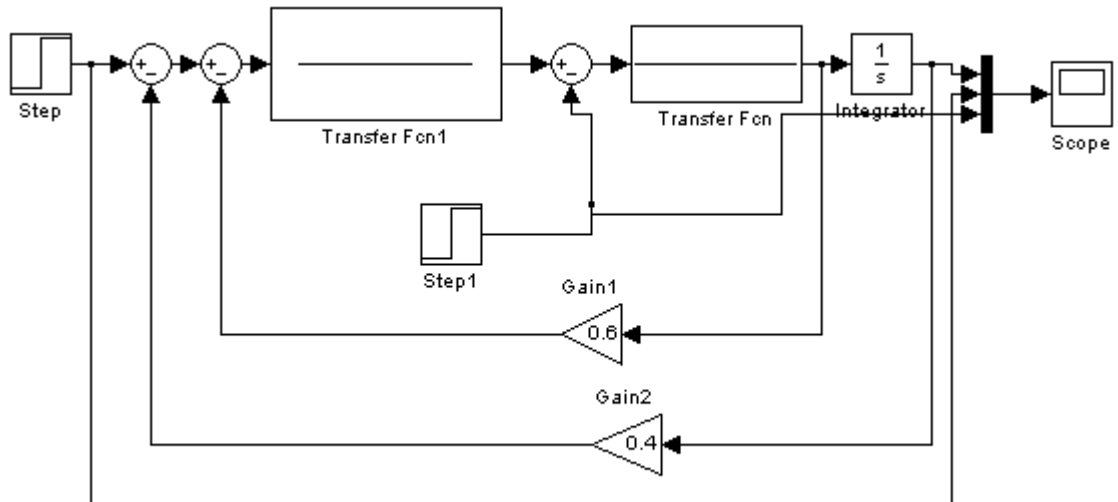 Step
+
−
+
−
Transfer Fcn1
+
−
Transfer Fcn
1
s
Integrator
Scope
Step1
Gain1
0.6
Gain2
0.4